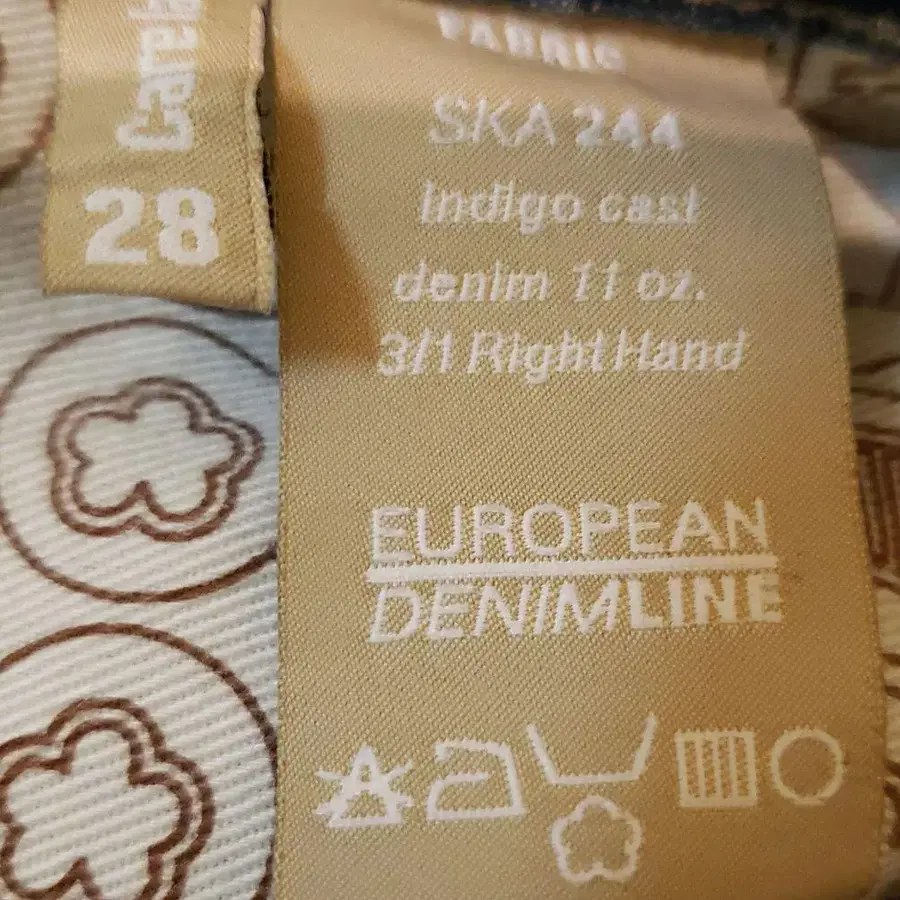 28
FABRIC
SKA 244
indigo cast
denim 11 oz.
3/1 Right Hand
EUROPEAN
DENIMLINE
A